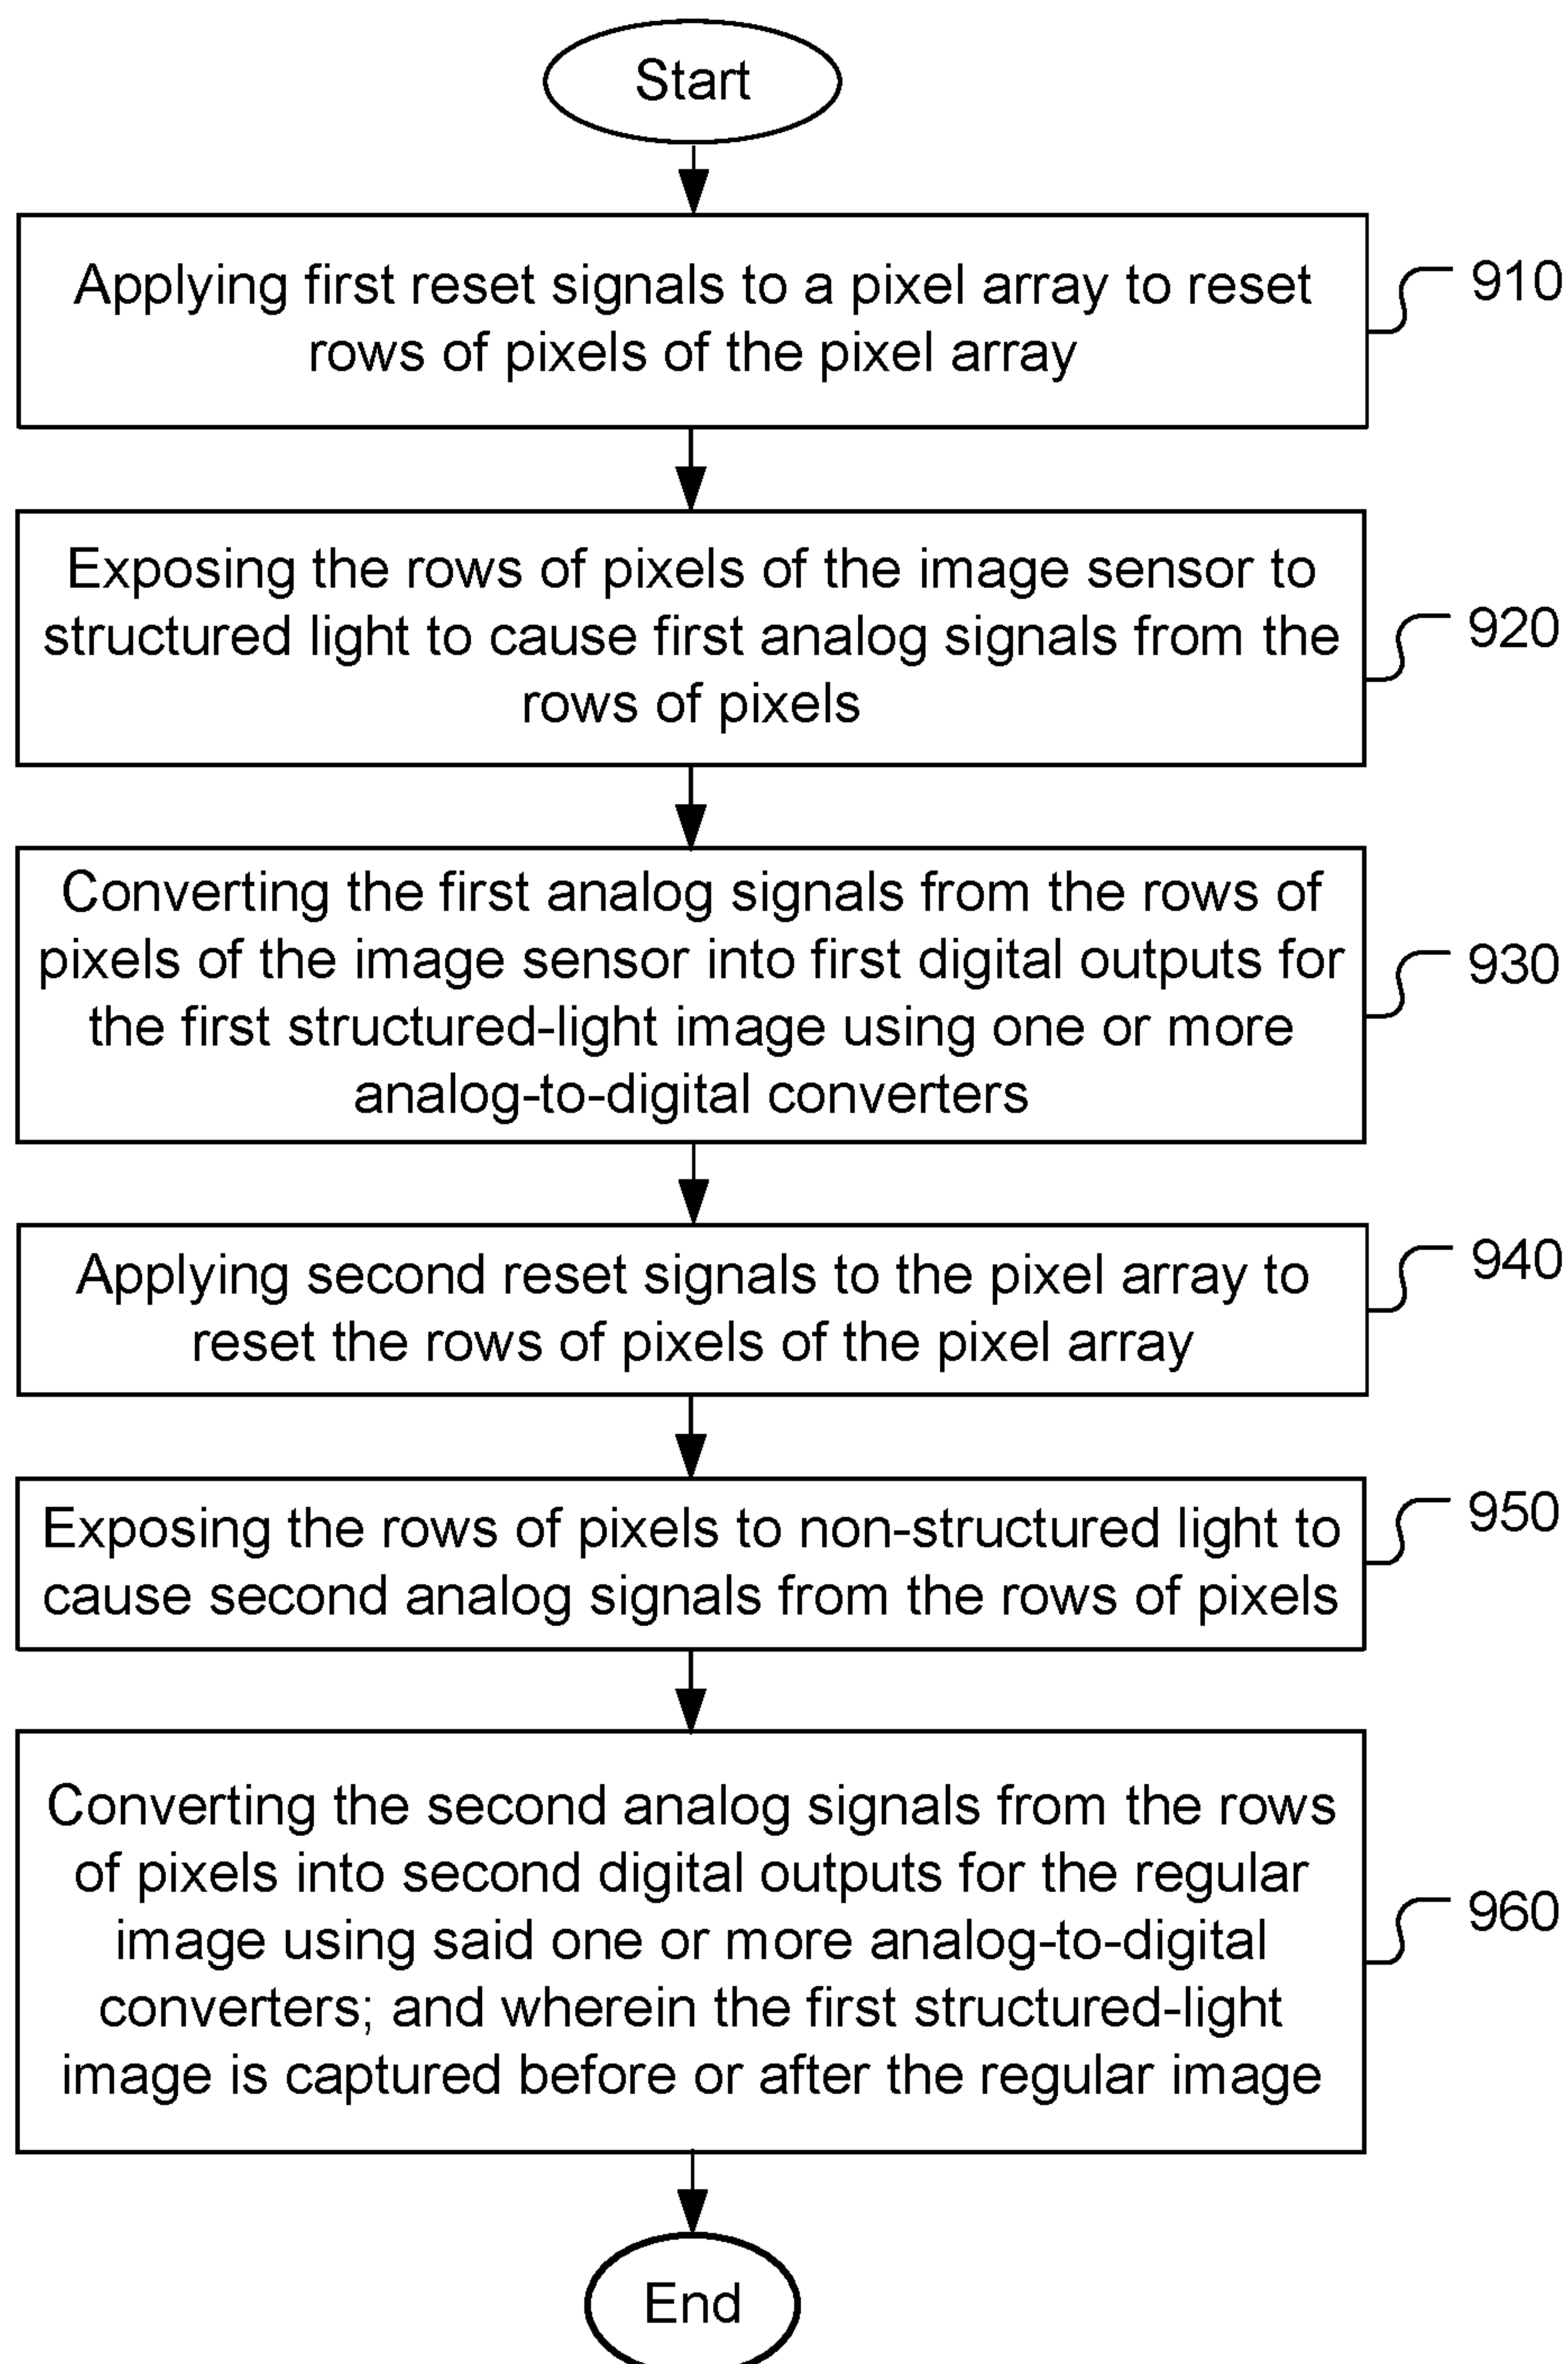 Start
Applying first reset signals to a pixel array to reset
rows of pixels of the pixel array
910
Exposing the rows of pixels of the image sensor to
structured light to cause first analog signals from the
rows of pixels
920
Converting the first analog signals from the rows of
pixels of the image sensor into first digital outputs for
the first structured-light image using one or more
analog-to-digital converters
930
Applying second reset signals to the pixel array to
reset the rows of pixels of the pixel array
940
Exposing the rows of pixels to non-structured light to
cause second analog signals from the rows of pixels
950
Converting the second analog signals from the rows
of pixels into second digital outputs for the regular
image using said one or more analog-to-digital
converters; and wherein the first structured-light
image is captured before or after the regular image
960
End